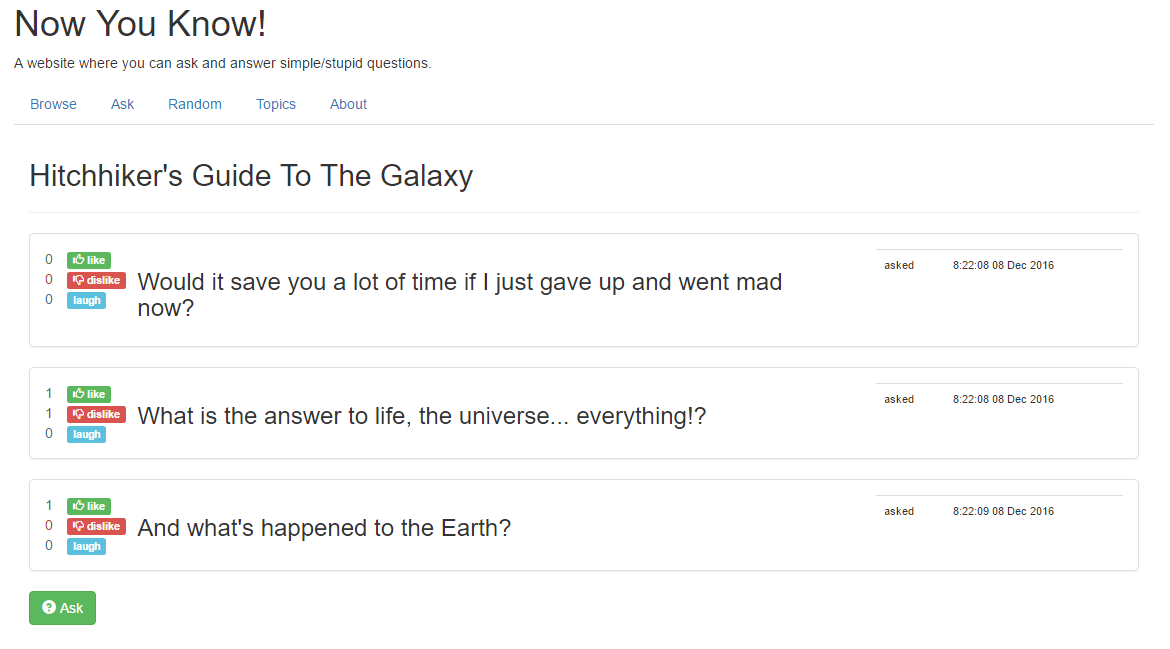 Now You Know!
A website where you can ask and answer simple/stupid questions.
Browse Ask Random Topics About
Hitchhiker's Guide To The Galaxy
0 like
0 dislike
0 laugh
Would it save you a lot of time if I just gave up and went mad
now?
asked 8:22:08 08 Dec 2016
1 like
1 dislike
0 laugh
What is the answer to life, the universe... everything!?
asked 8:22:08 08 Dec 2016
1 like
0 dislike
0 laugh
And what's happened to the Earth?
asked 8:22:09 08 Dec 2016
Ask